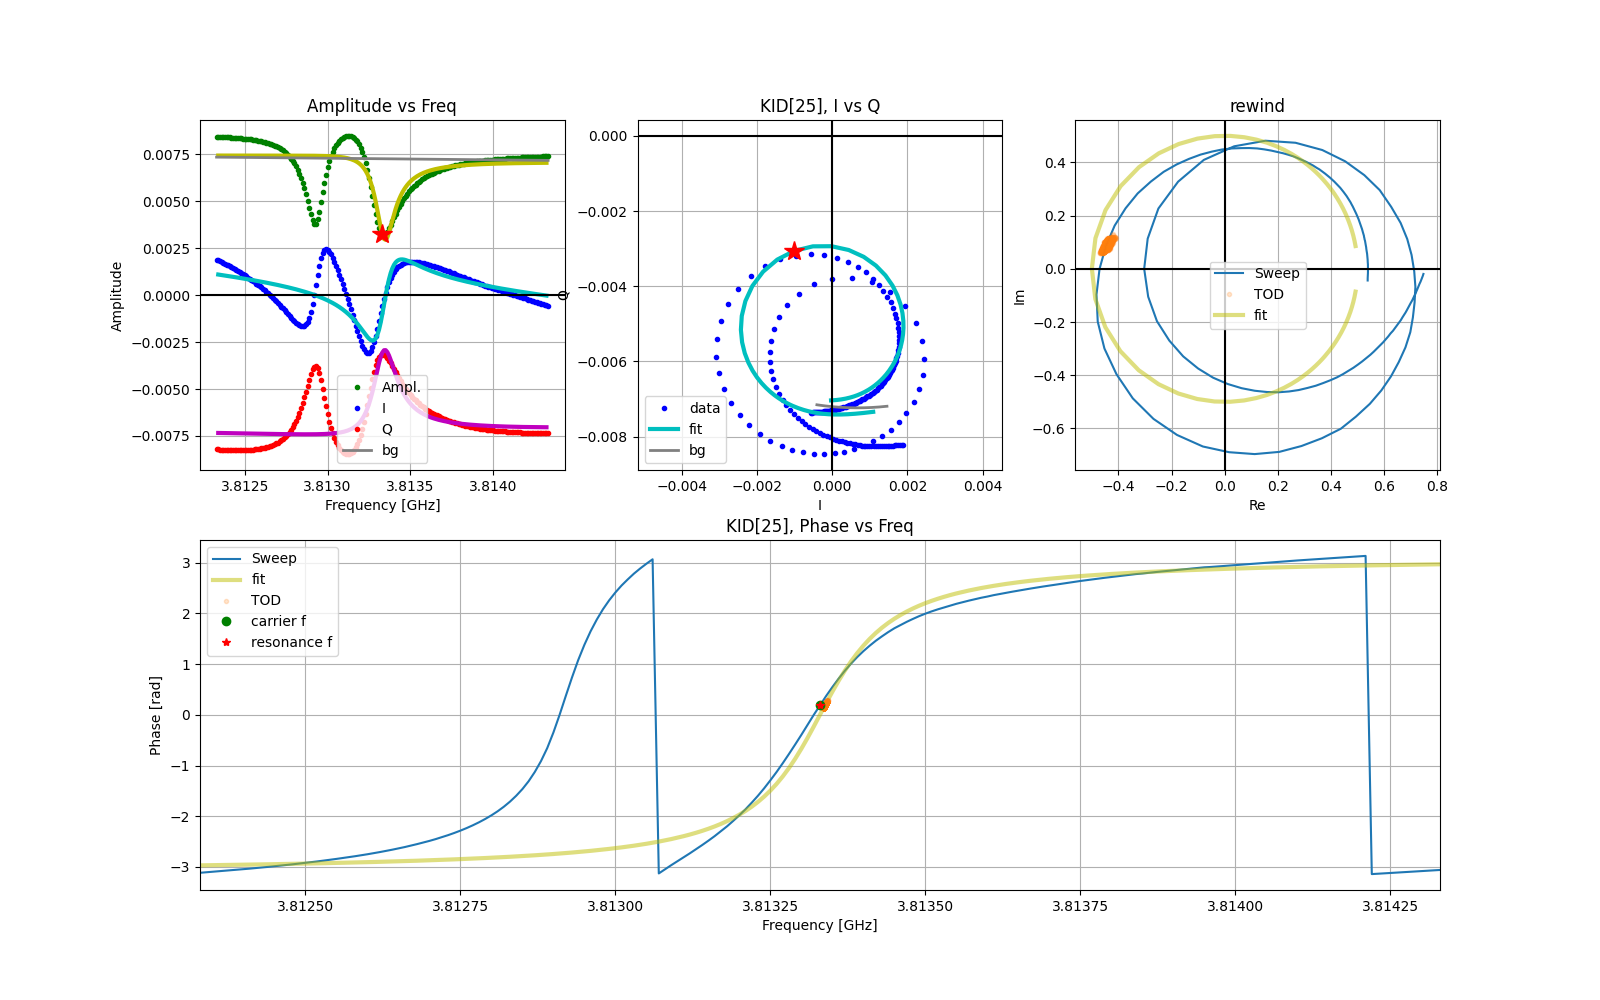 Amplitude vs Freq
0.0075
0.0050
0.0025
0.0000
−0.0025
−0.0050
−0.0075
Amplitude
Ampl.
I
Q
bg
3.8125
3.8130
3.8135
3.8140
Frequency [GHz]
KID[25], I vs Q
0.000
−0.002
−0.004
−0.006
−0.008
Q
data
fit
bg
−0.004
−0.002
0.000
0.002
0.004
I
rewind
0.4
0.2
0.0
−0.2
−0.4
−0.6
Im
Sweep
TOD
fit
−0.4
−0.2
0.0
0.2
0.4
0.6
0.8
Re
KID[25], Phase vs Freq
3
2
1
0
−1
−2
−3
Phase [rad]
Sweep
fit
TOD
carrier f
resonance f
3.81250
3.81275
3.81300
3.81325
3.81350
3.81375
3.81400
3.81425
Frequency [GHz]